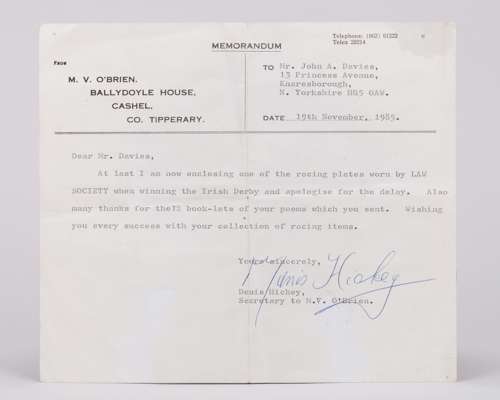 Telephone: (062) 61222
Telex 28254
MEMORANDUM
FROM
M. V. O'BRIEN.
BALLYDOYLE HOUSE,
CASHEL,
CO. TIPPERARY.
TO Mr. John A. Davies,
13 Princess Avenue,
Knaresborough,
N. Yorkshire HG5 OAW.
DATE 19th November, 1985.
Dear Mr. Davies,
At last I am now enclosing one of the racing plates worn by LAW
SOCIETY when winning the Irish Derby and apologise for the delay. Also
many thanks for the12 book-lets of your poems which you sent. Wishing
you every success with your collection of racing items.
Yours sincerely,
Denis Hickey
Denis Hickey,
Secretary to M.V. O'Brien.